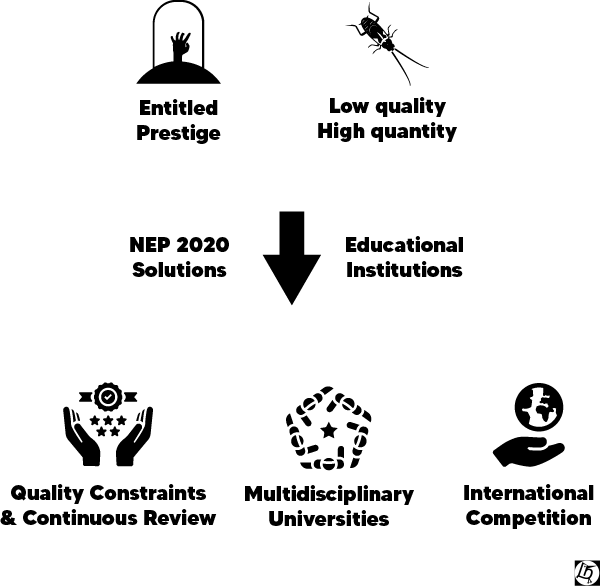 Entitled
Prestige
Low quality
High quantity
NEP 2020
Solutions
Educational
Institutions
Quality Constraints
& Continuous Review
Multidisciplinary
Universities
International
Competition